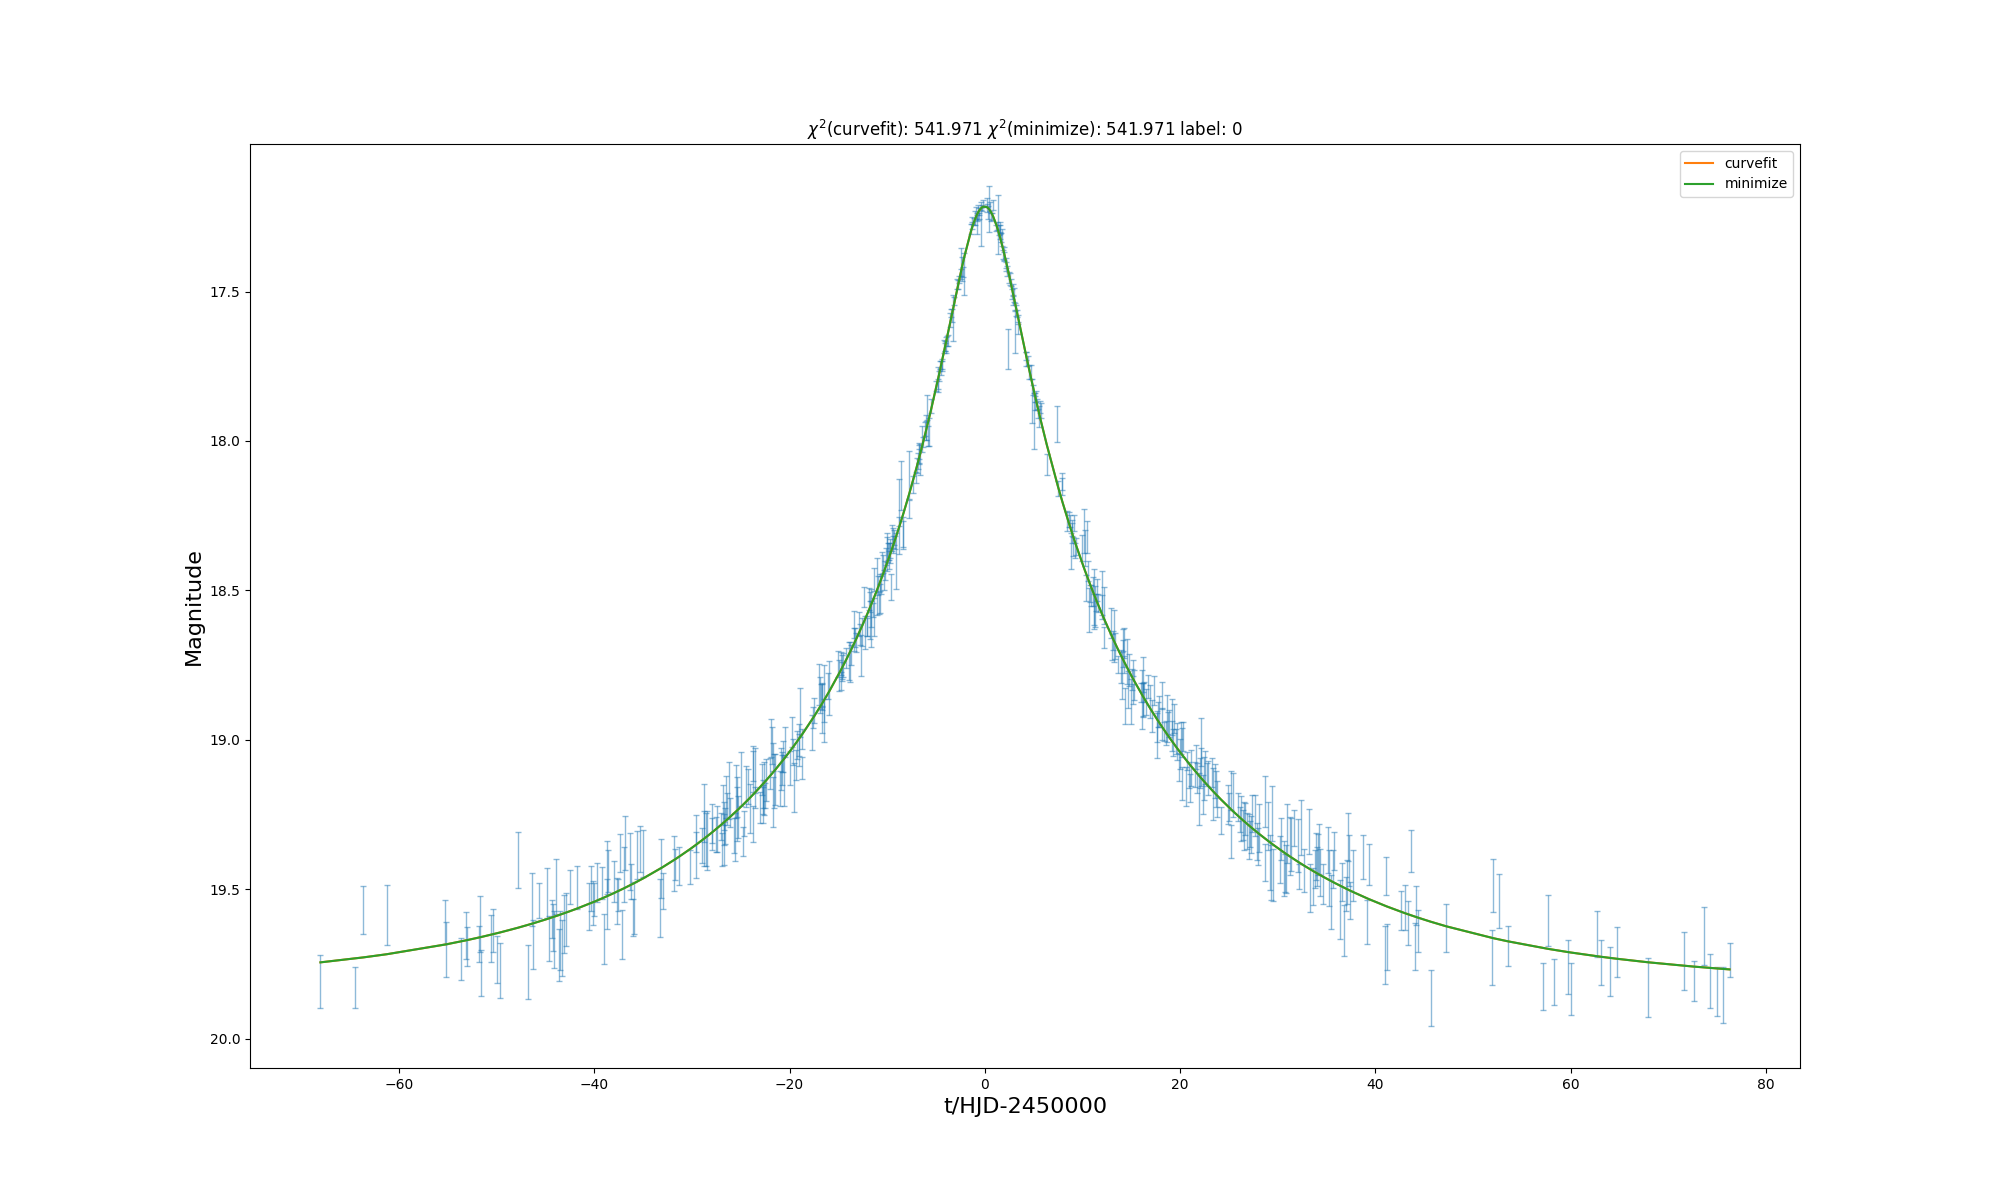 χ²(curvefit): 541.971 χ²(minimize): 541.971 label: 0
curvefit
minimize
Magnitude
17.5
18.0
18.5
19.0
19.5
20.0
−60
−40
−20
0
20
40
60
80
t/HJD-2450000